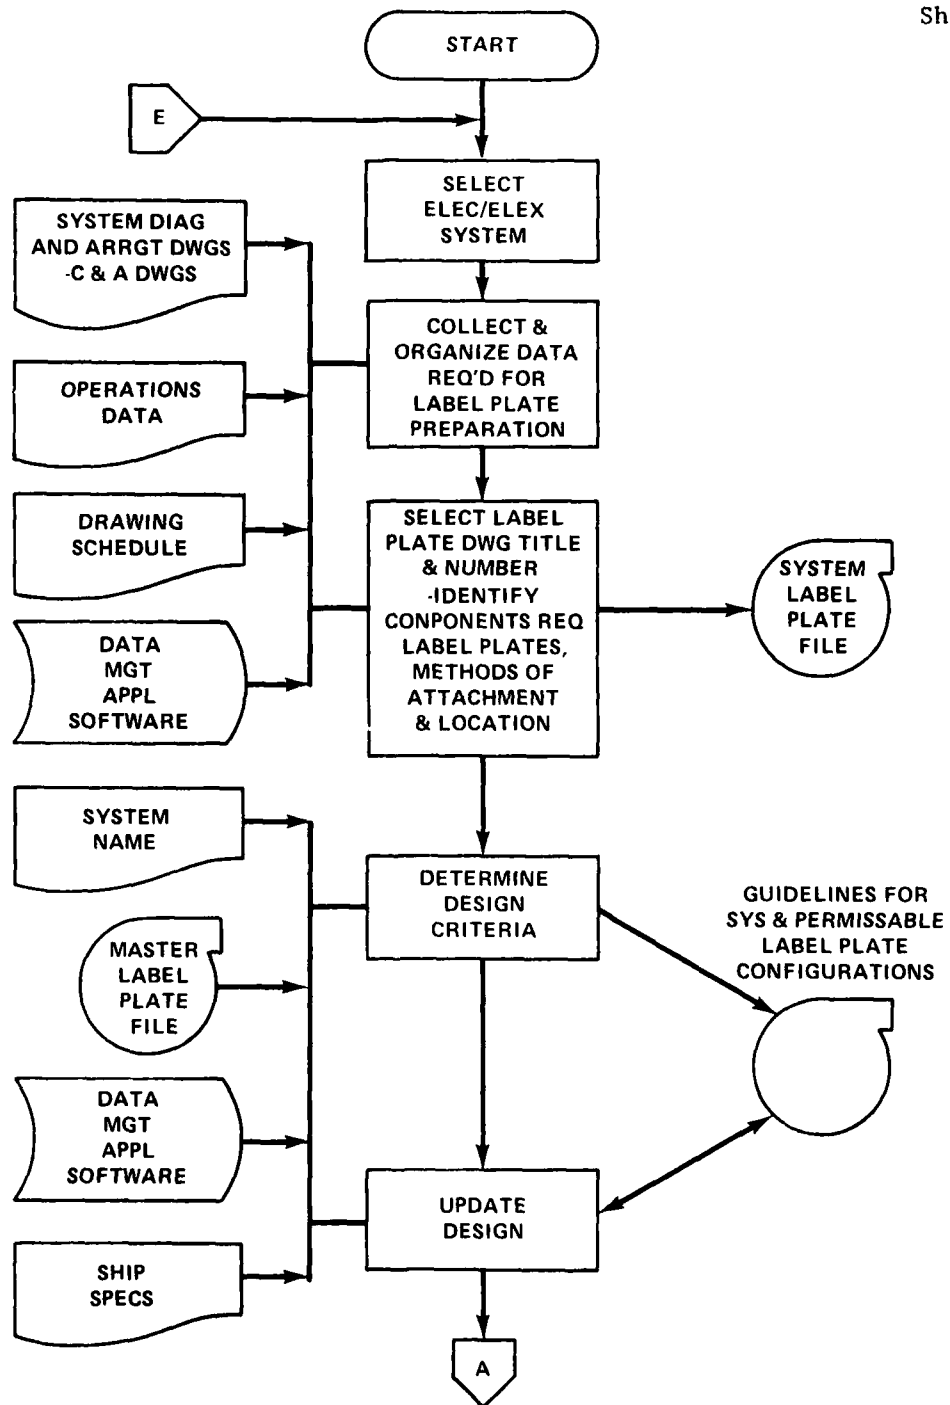 Sh
START
E
SELECT
ELEC/ELEX
SYSTEM
SYSTEM DIAG
AND ARRGT DWGS
-C & A DWGS
COLLECT &
ORGANIZE DATA
REQ'D FOR
LABEL PLATE
PREPARATION
OPERATIONS
DATA
DRAWING
SCHEDULE
SELECT LABEL
PLATE DWG TITLE
& NUMBER
-IDENTIFY
CONPONENTS REQ
LABEL PLATES,
METHODS OF
ATTACHMENT
& LOCATION
SYSTEM
LABEL
PLATE
FILE
DATA
MGT
APPL
SOFTWARE
SYSTEM
NAME
DETERMINE
DESIGN
CRITERIA
GUIDELINES FOR
SYS & PERMISSABLE
LABEL PLATE
CONFIGURATIONS
MASTER
LABEL
PLATE
FILE
DATA
MGT
APPL
SOFTWARE
UPDATE
DESIGN
SHIP
SPECS
A